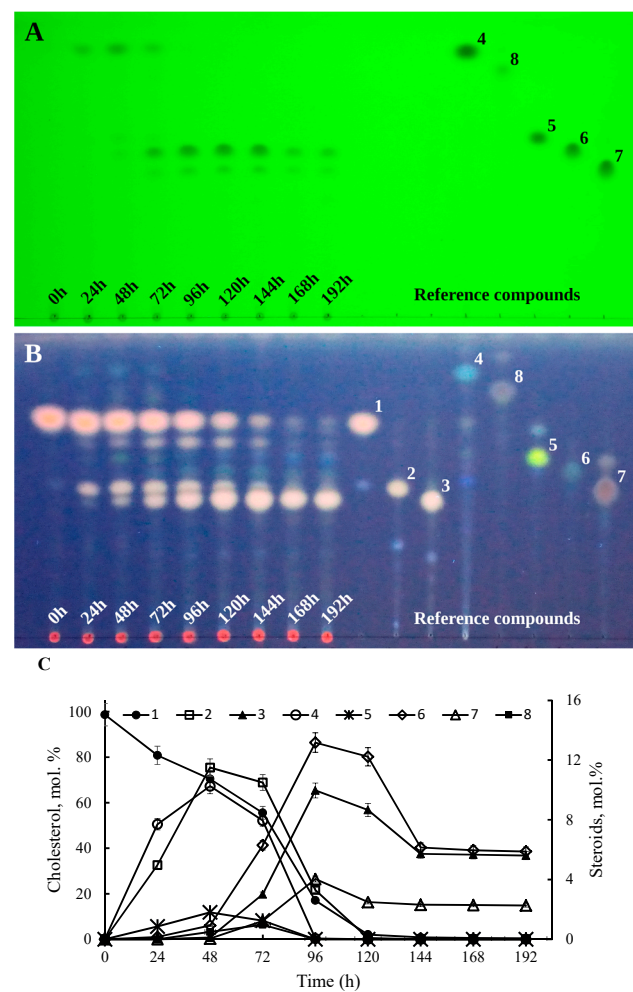 A
4
8
5
6
7
0h 24h 48h 72h 96h 120h 144h 168h 192h
Reference compounds
B
4
8
1
5
6
2
3
7
0h 24h 48h 72h 96h 120h 144h 168h 192h
Reference compounds
C
1 2 3 4 5 6 7 8
100
80
60
40
20
0
Cholesterol, mol. %
16
12
8
4
0
Steroids, mol.%
0 24 48 72 96 120 144 168 192
Time (h)